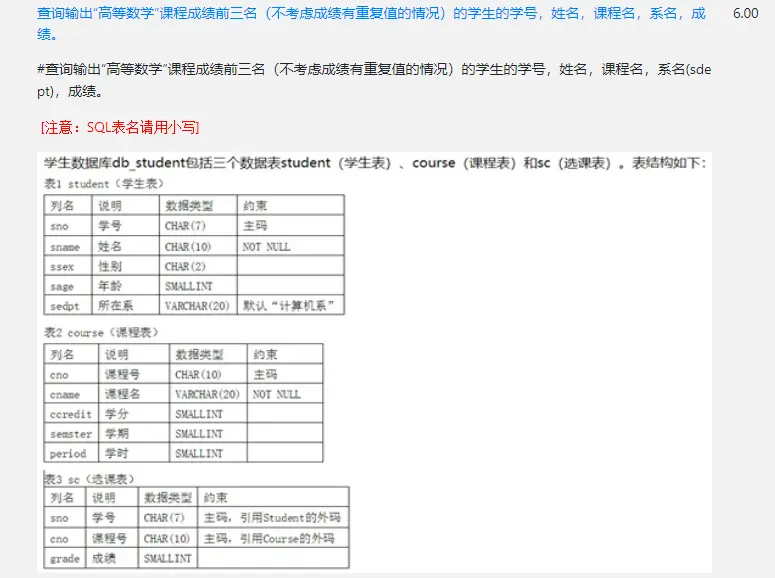 查询输出“高等数学”课程成绩前三名（不考虑成绩有重复值的情况）的学生的学号，姓名，课程名，系名，成 6.00
绩。
#查询输出“高等数学”课程成绩前三名（不考虑成绩有重复值的情况）的学生的学号，姓名，课程名，系名(sde
pt)，成绩。
[注意：SQL表名请用小写]
学生数据库db_student包括三个数据表student（学生表）、course（课程表）和sc（选课表）。表结构如下：
表1 student（学生表）
列名 说明 数据类型 约束
sno 学号 CHAR(7) 主码
sname 姓名 CHAR(10) NOT NULL
ssex 性别 CHAR(2)
sage 年龄 SMALLINT
sedpt 所在系 VARCHAR(20) 默认“计算机系”
表2 course（课程表）
列名 说明 数据类型 约束
cno 课程号 CHAR(10) 主码
cname 课程名 VARCHAR(20) NOT NULL
ccredit 学分 SMALLINT
semster 学期 SMALLINT
period 学时 SMALLINT
表3 sc（选课表）
列名 说明 数据类型 约束
sno 学号 CHAR(7) 主码，引用Student的外码
cno 课程号 CHAR(10) 主码，引用Course的外码
grade 成绩 SMALLINT